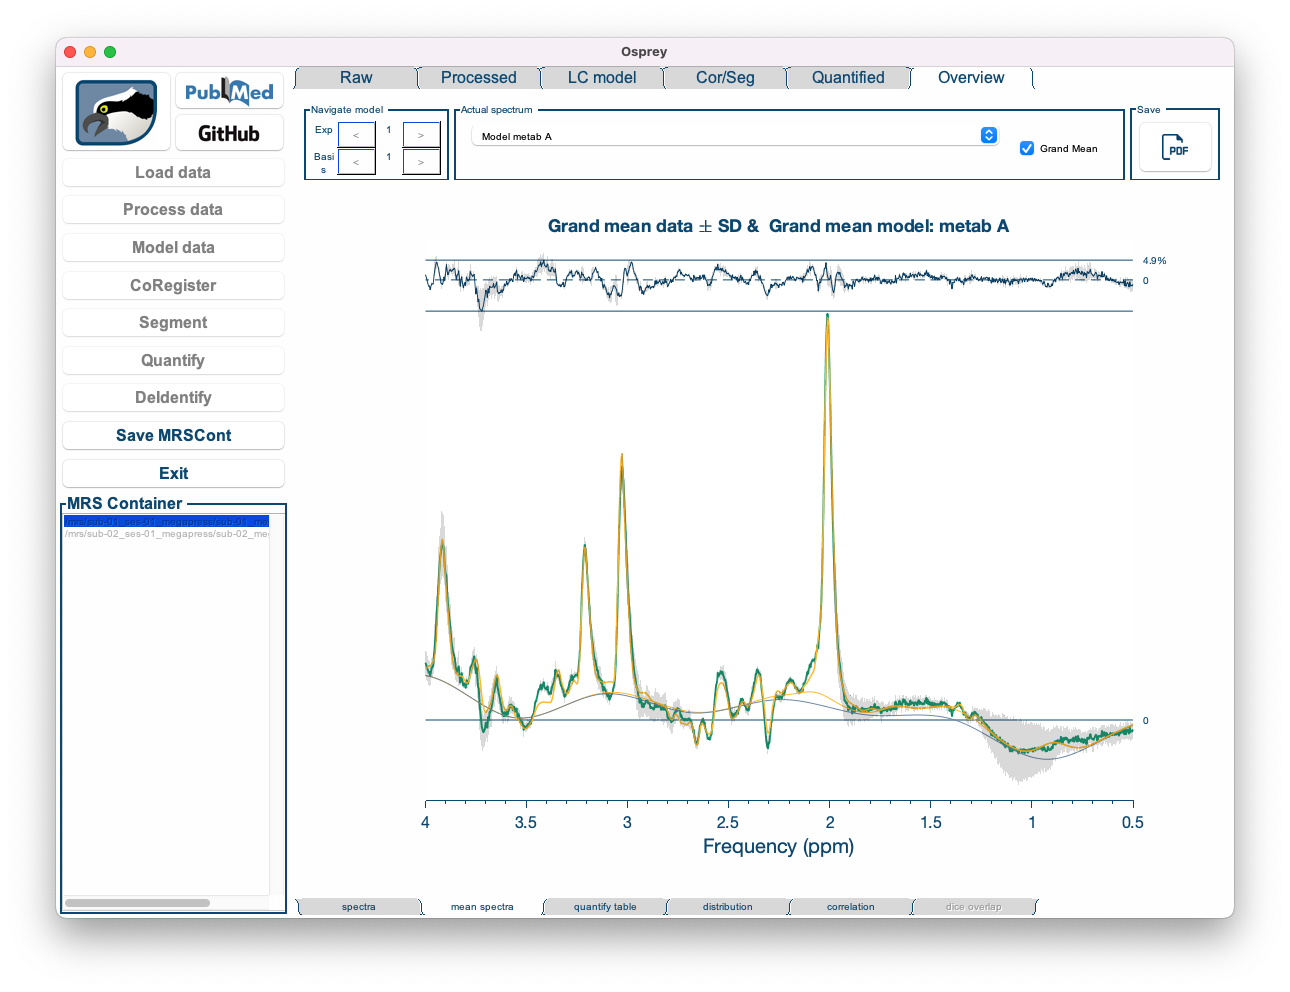 Osprey
PubMed
GitHub
Load data
Process data
Model data
CoRegister
Segment
Quantify
DeIdentify
Save MRSCont
Exit
MRS Container
/mrs/sub-01_ses-01_megapress/sub-01_me
/mrs/sub-02_ses-01_megapress/sub-02_me
Raw
Processed
LC model
Cor/Seg
Quantified
Overview
Navigate model
Exp
<
1
>
Basi
s
<
1
>
Actual spectrum
Model metab A
Grand Mean
Save
PDF
Grand mean data ± SD & Grand mean model: metab A
4.9%
0
0
4
3.5
3
2.5
2
1.5
1
0.5
Frequency (ppm)
spectra
mean spectra
quantify table
distribution
correlation
dice overlap